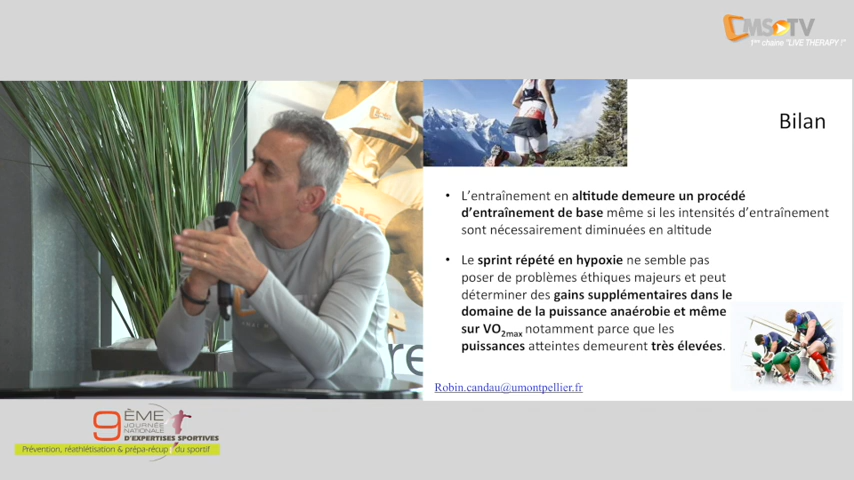 CMS TV
1ère chaîne "LIVE THERAPY !"
Bilan
• L'entraînement en altitude demeure un procédé
d'entraînement de base même si les intensités d'entraînement
sont nécessairement diminuées en altitude
• Le sprint répété en hypoxie ne semble pas
poser de problèmes éthiques majeurs et peut
déterminer des gains supplémentaires dans le
domaine de la puissance anaérobie et même
sur VO2max notamment parce que les
puissances atteintes demeurent très élevées.
Robin.candau@umontpellier.fr
re
9ÈME
JOURNÉE
NATIONALE
D'EXPERTISES SPORTIVES
Prévention, réathlétisation & prépa-récup du sportif